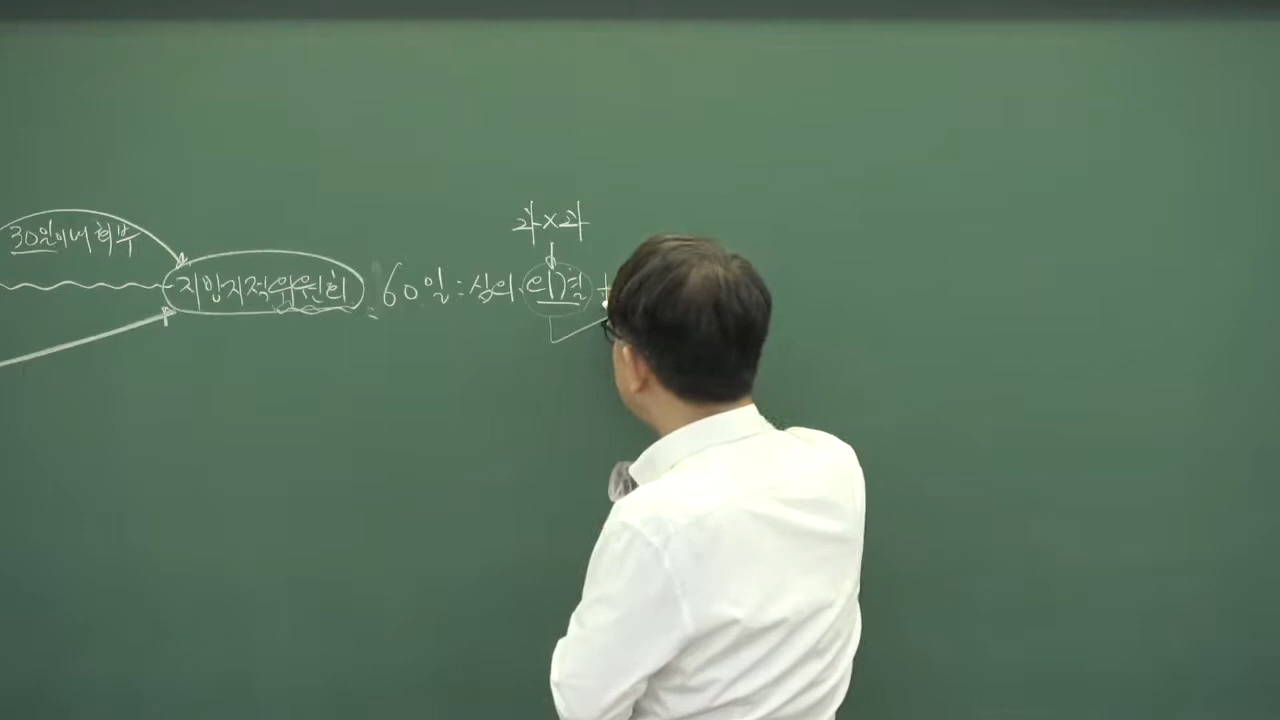 과×과
30일이내 회부
지방지적위원회 : 60일 : 심의·의결